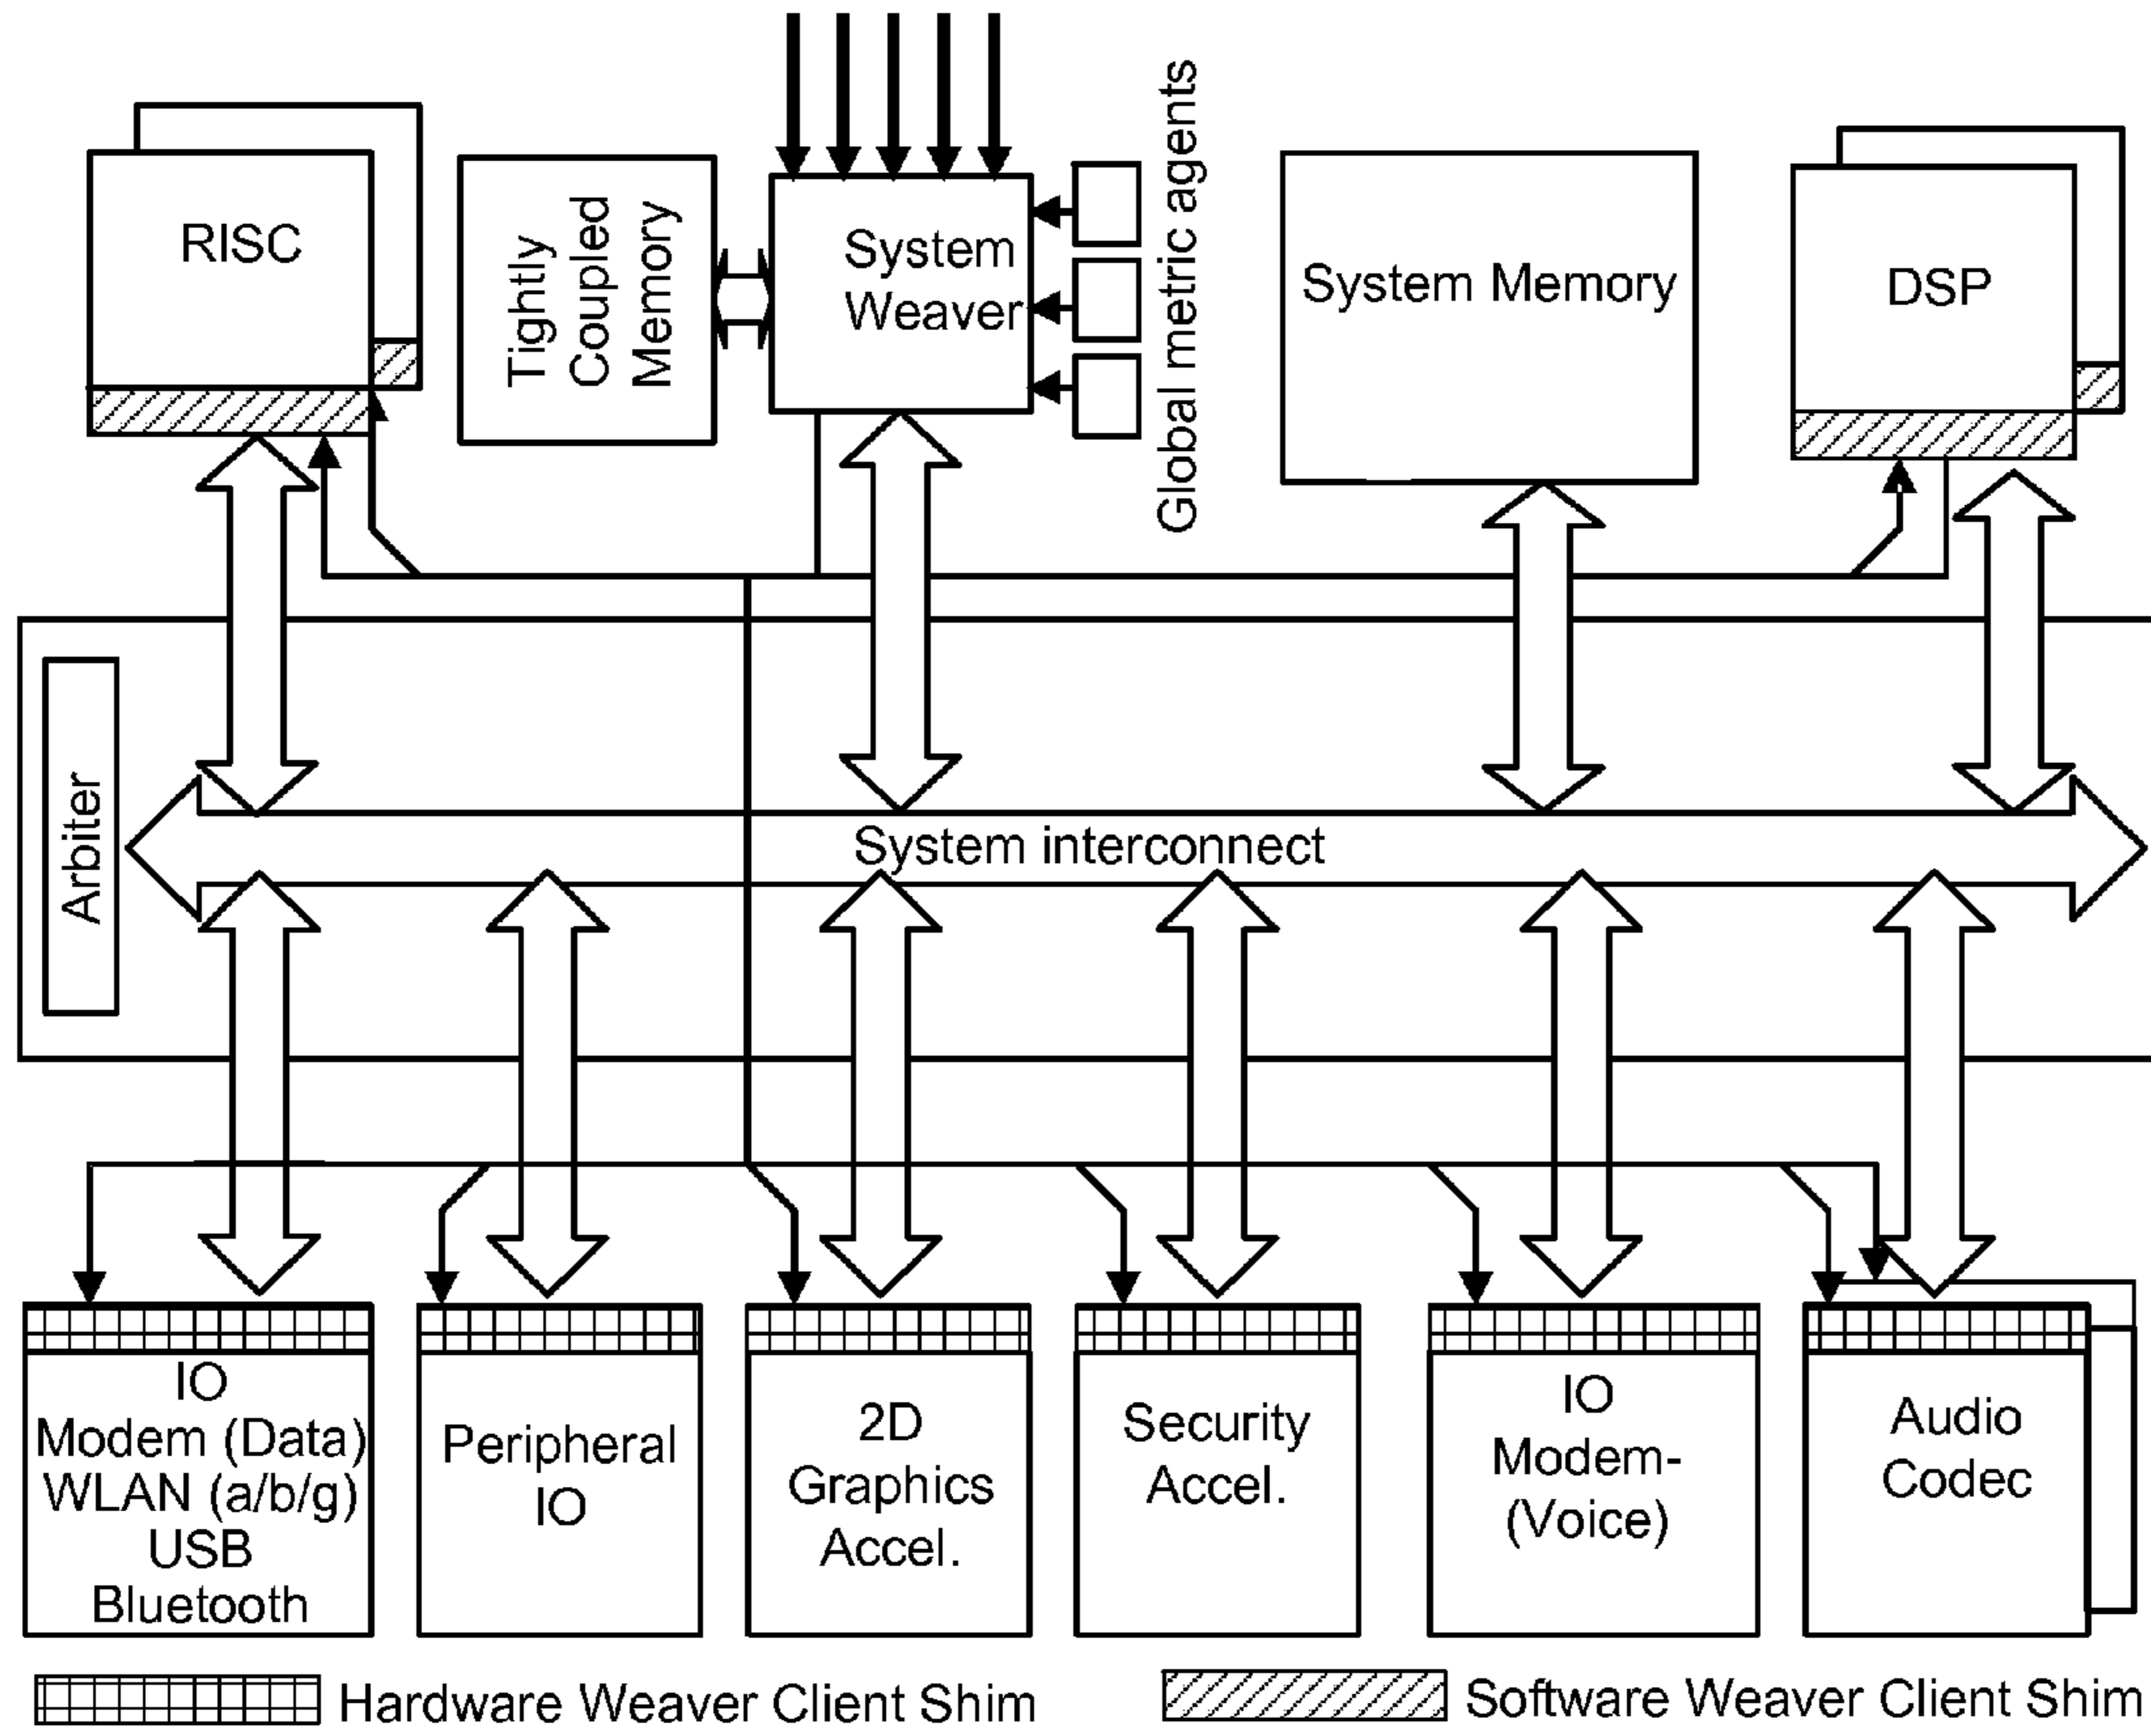 RISC
Tightly
Coupled
Memory
System
Weaver
Global metric agents
System Memory
DSP
Arbiter
System interconnect
IO
Modem (Data)
WLAN (a/b/g)
USB
Bluetooth
Peripheral
IO
2D
Graphics
Accel.
Security
Accel.
IO
Modem-
(Voice)
Audio
Codec
Hardware Weaver Client Shim
Software Weaver Client Shim